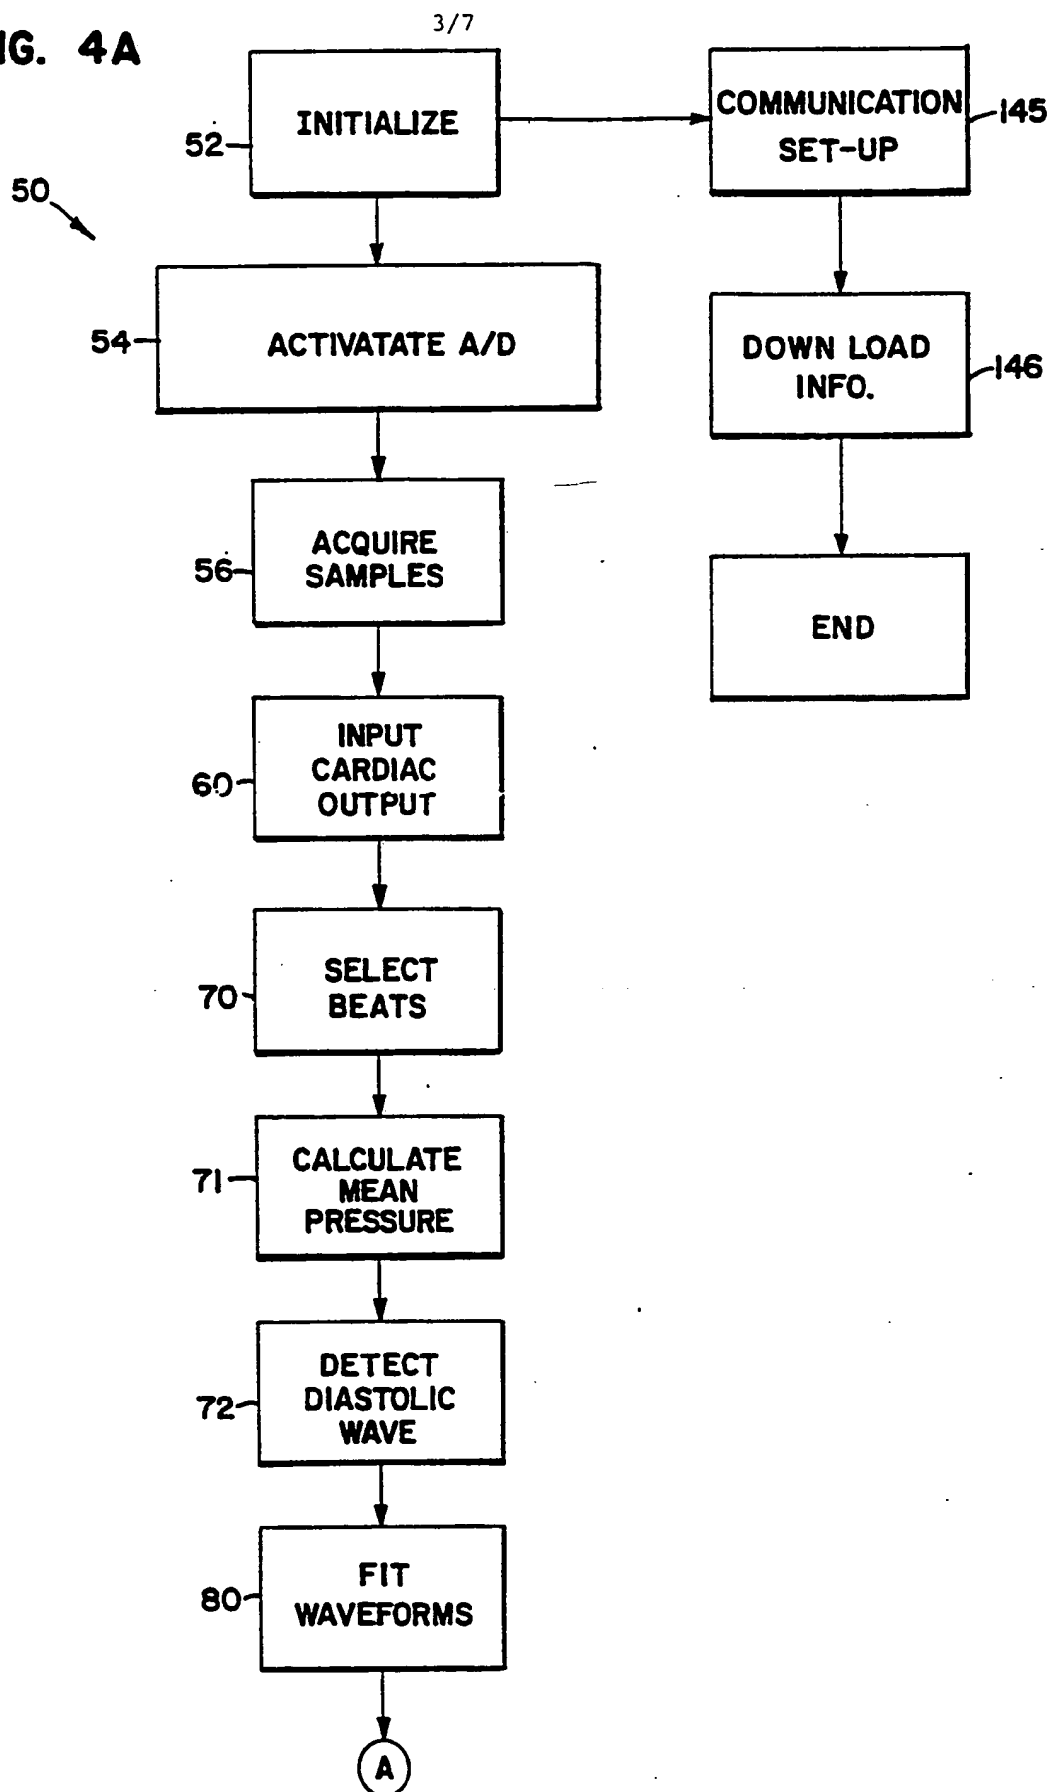 3/7
IG. 4A
INITIALIZE
52
COMMUNICATION
SET-UP
145
50
ACTIVATATE A/D
54
DOWN LOAD
INFO.
146
ACQUIRE
SAMPLES
56
END
INPUT
CARDIAC
OUTPUT
60
SELECT
BEATS
70
CALCULATE
MEAN
PRESSURE
71
DETECT
DIASTOLIC
WAVE
72
FIT
WAVEFORMS
80
A